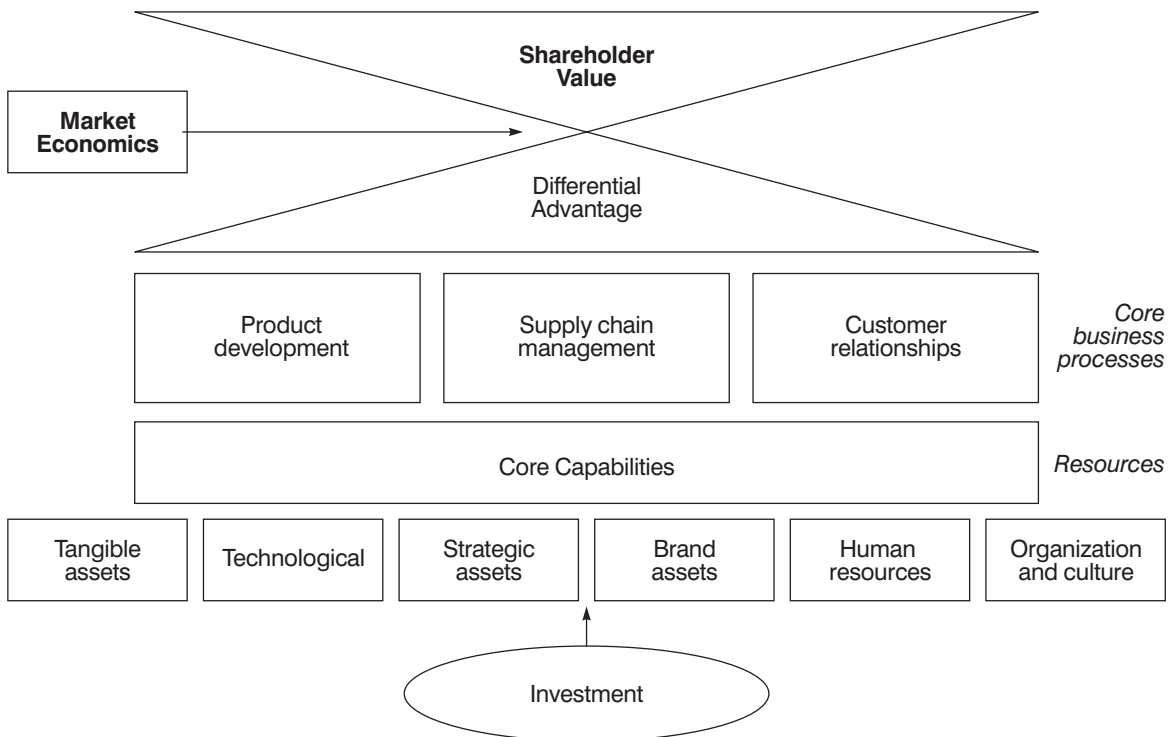 Shareholder
Value
Market
Economics
Differential
Advantage
Product
development
Supply chain
management
Customer
relationships
Core
business
processes
Core Capabilities
Resources
Tangible
assets
Technological
Strategic
assets
Brand
assets
Human
resources
Organization
and culture
Investment